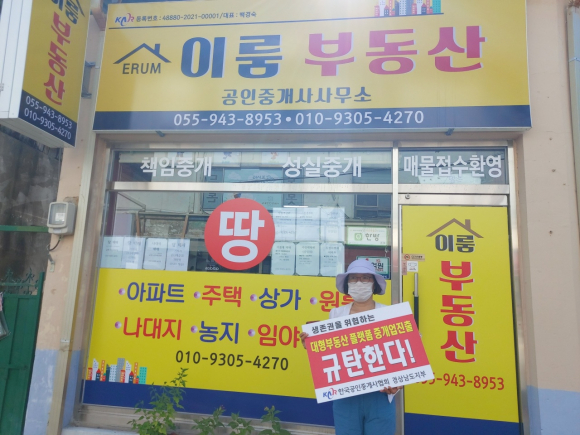 KAR 등록번호 : 48880-2021-00001/대표 : 박경숙
ERUM
이룸 부동산
공인중개사사무소
055-943-8953 • 010-9305-4270
부동산
055-943-8953
010-9305-4270
책임중개 성실중개 매물접수환영
땅
한방
•아파트 •주택 •상가 •원
•나대지 •농지 •임야
010-9305-4270
이룸
부동산
055-943-8953
생존권을 위협하는
대형부동산 플랫폼 중개업진출
규탄한다!
KAR 한국공인중개사협회 경상남도지부